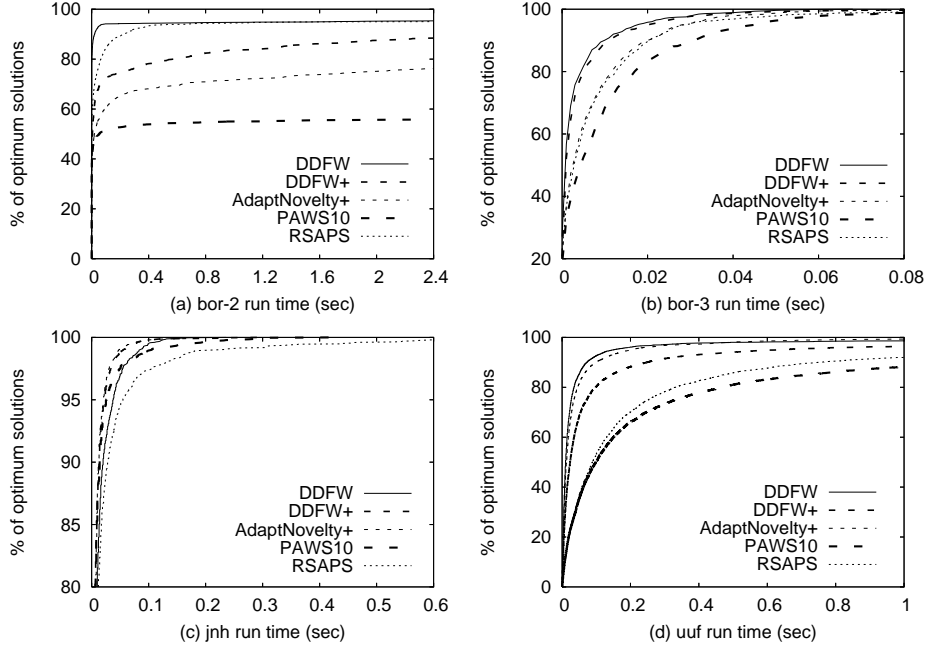 % of optimum solutions
100
80
60
40
20
0
DDFW
DDFW+
AdaptNovelty+
PAWS10
RSAPS
0 0.4 0.8 1.2 1.6 2 2.4
(a) bor-2 run time (sec)
% of optimum solutions
100
80
60
40
20
DDFW
DDFW+
AdaptNovelty+
PAWS10
RSAPS
0 0.02 0.04 0.06 0.08
(b) bor-3 run time (sec)
% of optimum solutions
100
95
90
85
80
DDFW
DDFW+
AdaptNovelty+
PAWS10
RSAPS
0 0.1 0.2 0.3 0.4 0.5 0.6
(c) jnh run time (sec)
% of optimum solutions
100
80
60
40
20
0
DDFW
DDFW+
AdaptNovelty+
PAWS10
RSAPS
0 0.2 0.4 0.6 0.8 1
(d) uuf run time (sec)